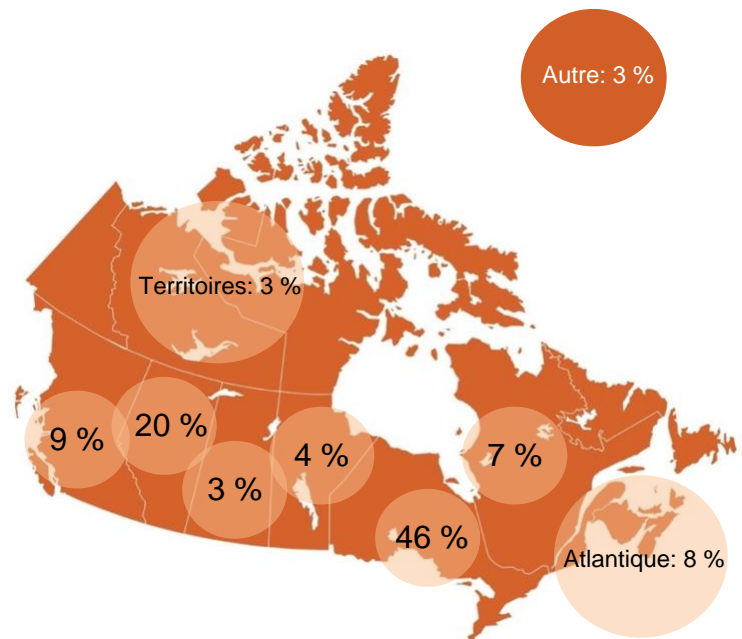 Autre: 3 %
Territoires: 3 %
9 %
20 %
3 %
4 %
7 %
46 %
Atlantique: 8 %